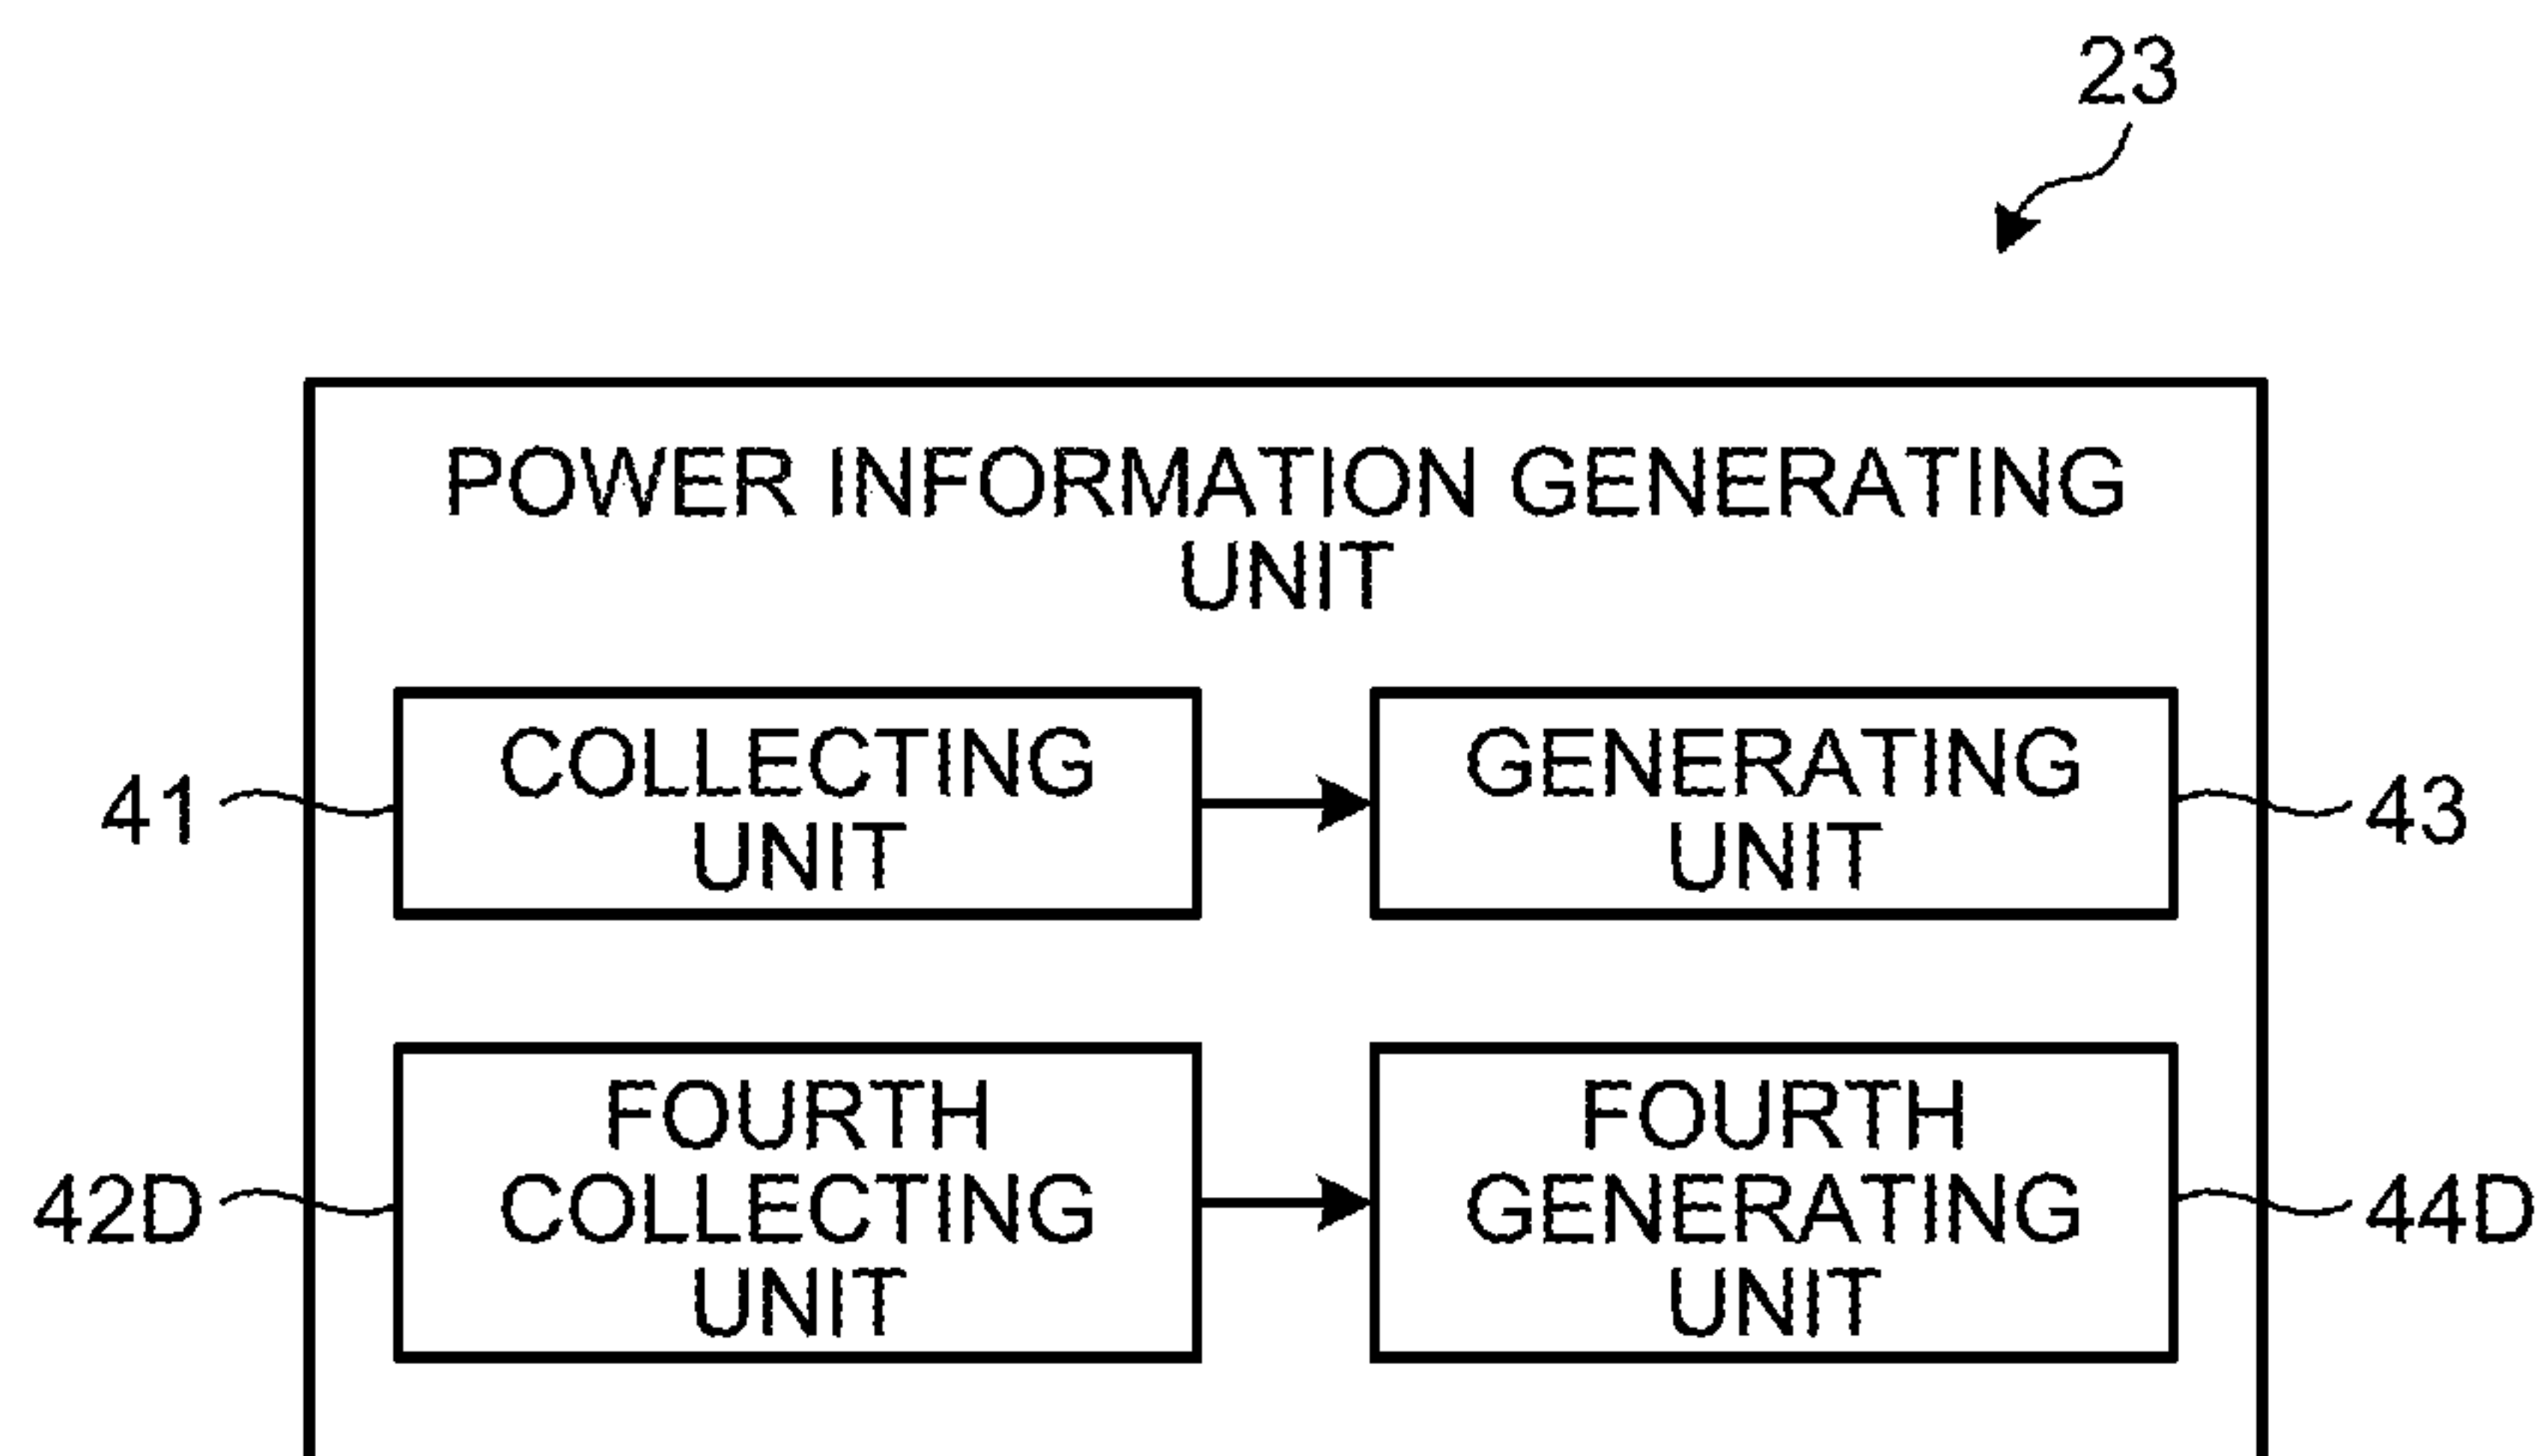 23
POWER INFORMATION GENERATING
UNIT
41
COLLECTING
UNIT
GENERATING
UNIT
43
42D
FOURTH
COLLECTING
UNIT
FOURTH
GENERATING
UNIT
44D